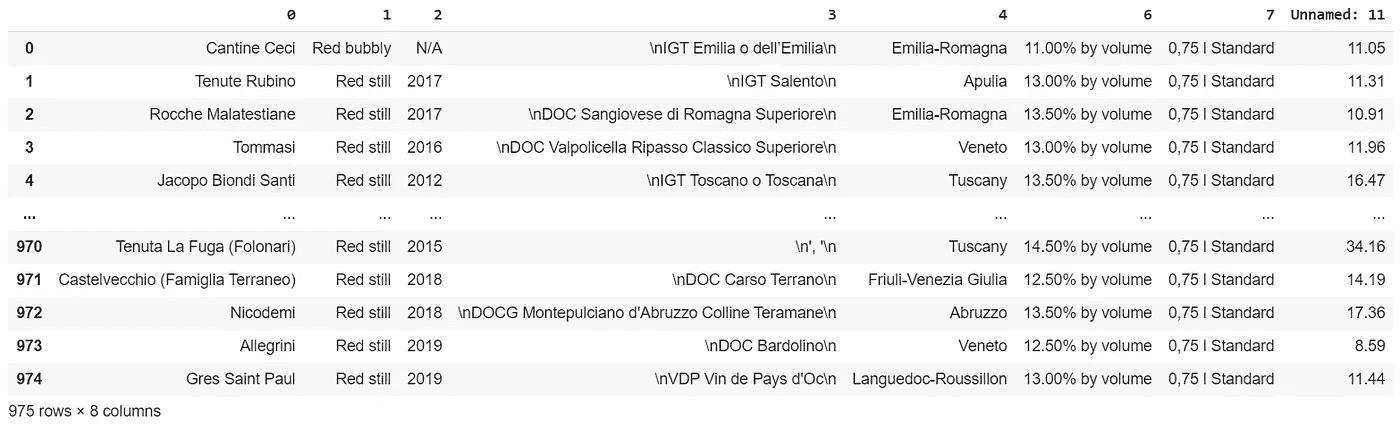 0 1 2 3 4 6 7 Unnamed: 11
0 Cantine Ceci Red bubbly N/A \nIGT Emilia o dell'Emilia\n Emilia-Romagna 11.00% by volume 0,75 l Standard 11.05
1 Tenute Rubino Red still 2017 \nIGT Salento\n Apulia 13.00% by volume 0,75 l Standard 11.31
2 Rocche Malatestiane Red still 2017 \nDOC Sangiovese di Romagna Superiore\n Emilia-Romagna 13.50% by volume 0,75 l Standard 10.91
3 Tommasi Red still 2016 \nDOC Valpolicella Ripasso Classico Superiore\n Veneto 13.00% by volume 0,75 l Standard 11.96
4 Jacopo Biondi Santi Red still 2012 \nIGT Toscano o Toscana\n Tuscany 13.50% by volume 0,75 l Standard 16.47
... ... ... ... ... ... ... ... ...
970 Tenuta La Fuga (Folonari) Red still 2015 \n', '\n Tuscany 14.50% by volume 0,75 l Standard 34.16
971 Castelvecchio (Famiglia Terraneo) Red still 2018 \nDOC Carso Terrano\n Friuli-Venezia Giulia 12.50% by volume 0,75 l Standard 14.19
972 Nicodemi Red still 2018 \nDOCG Montepulciano d'Abruzzo Colline Teramane\n Abruzzo 13.50% by volume 0,75 l Standard 17.36
973 Allegrini Red still 2019 \nDOC Bardolino\n Veneto 12.50% by volume 0,75 l Standard 8.59
974 Gres Saint Paul Red still 2019 \nVDP Vin de Pays d'Oc\n Languedoc-Roussillon 13.00% by volume 0,75 l Standard 11.44
975 rows × 8 columns